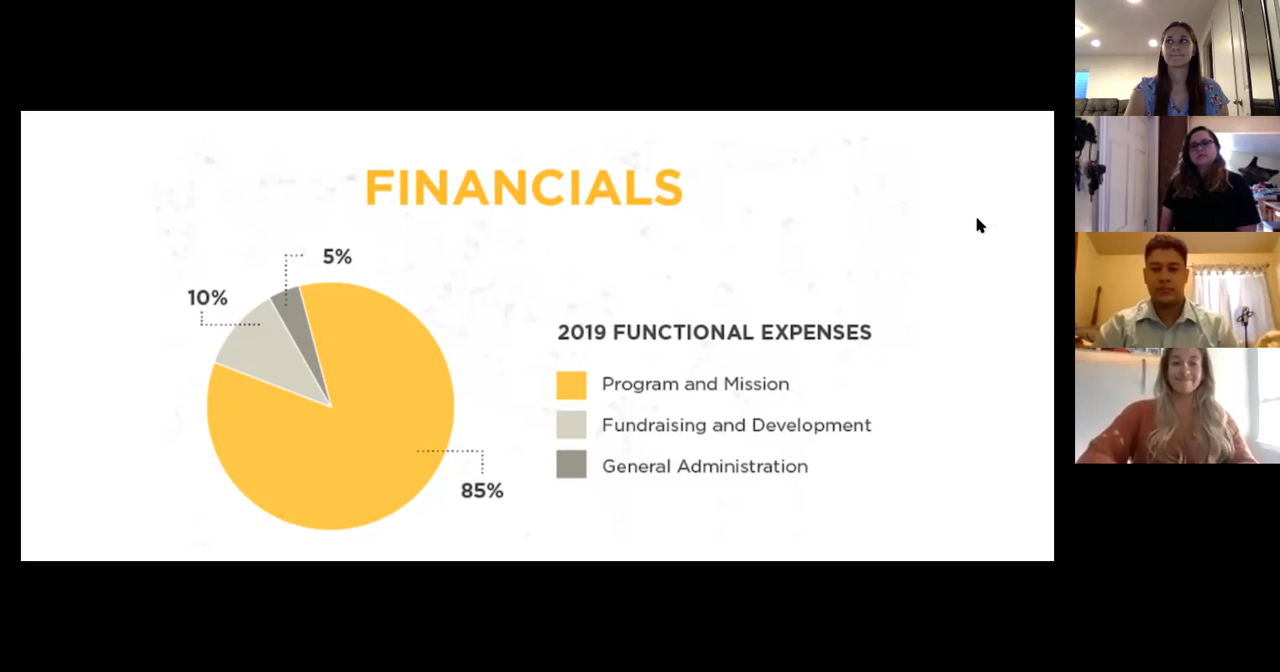 FINANCIALS
5%
10%
2019 FUNCTIONAL EXPENSES
Program and Mission
Fundraising and Development
General Administration
85%